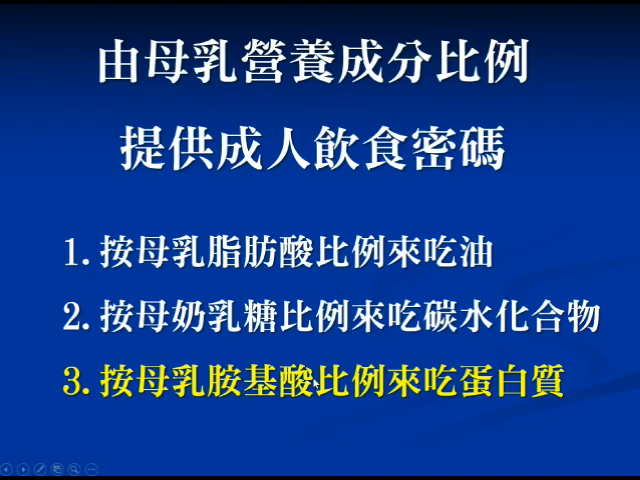 由母乳營養成分比例
提供成人飲食密碼
1.按母乳脂肪酸比例來吃油
2.按母奶乳糖比例來吃碳水化合物
3.按母乳胺基酸比例來吃蛋白質